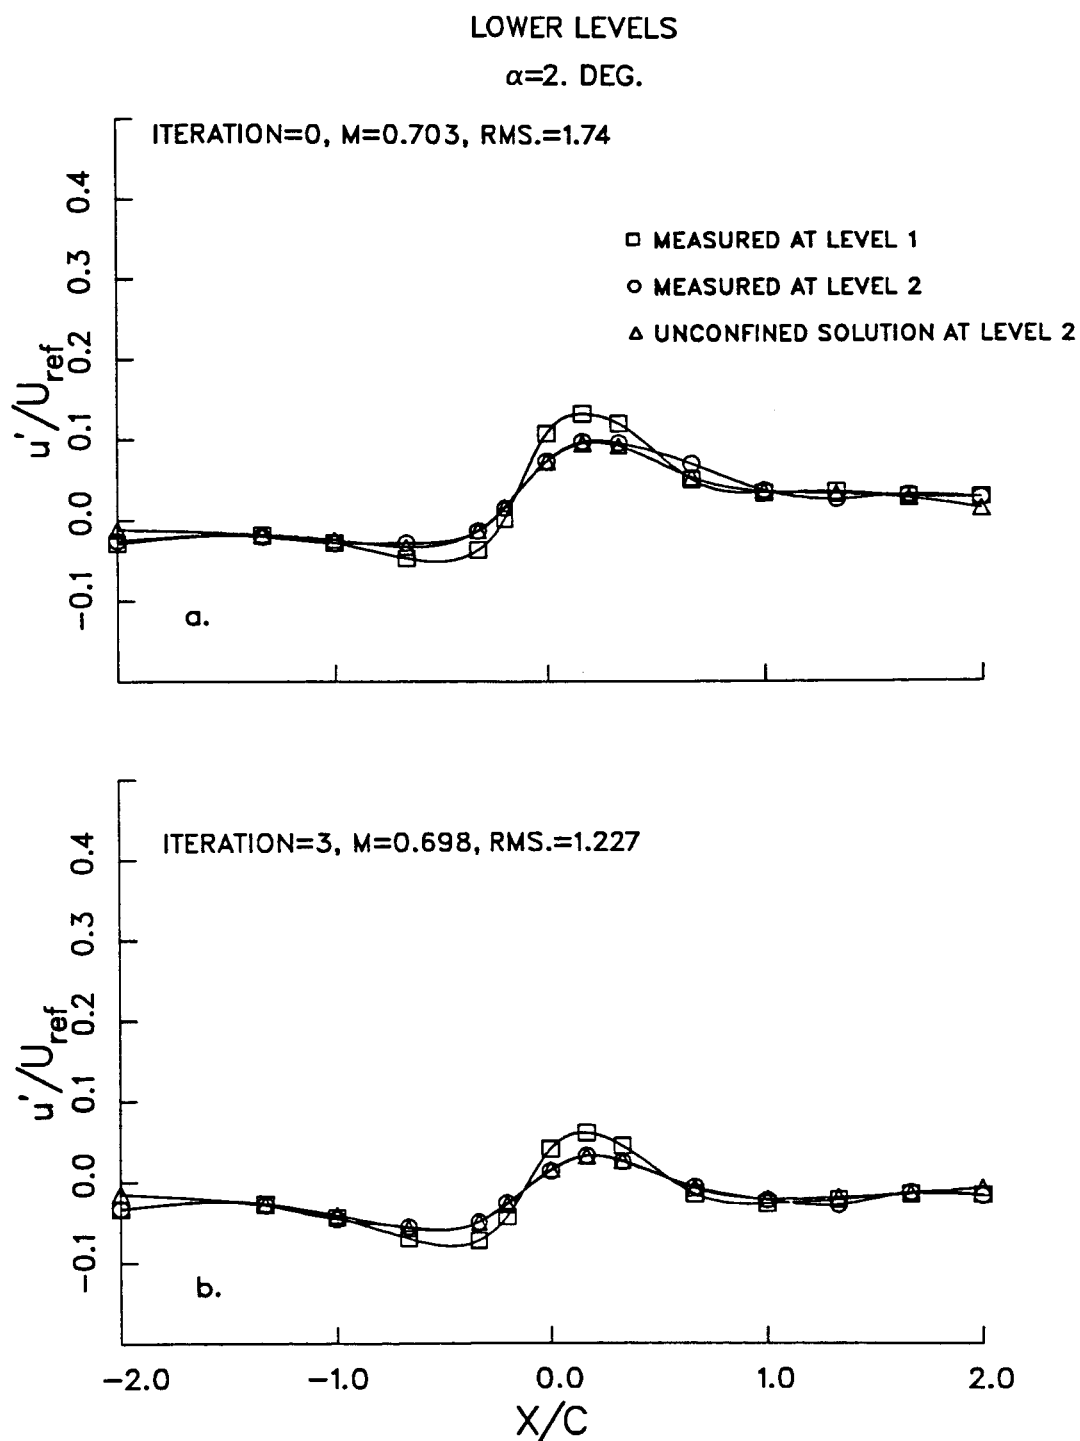 LOWER LEVELS
α=2. DEG.
ITERATION=0, M=0.703, RMS.=1.74
□ MEASURED AT LEVEL 1
○ MEASURED AT LEVEL 2
△ UNCONFINED SOLUTION AT LEVEL 2
0.4
0.3
0.2
0.1
0.0
−0.1
u'/U_ref
a.
ITERATION=3, M=0.698, RMS.=1.227
0.4
0.3
0.2
0.1
0.0
−0.1
u'/U_ref
b.
−2.0 −1.0 0.0 1.0 2.0
X/C